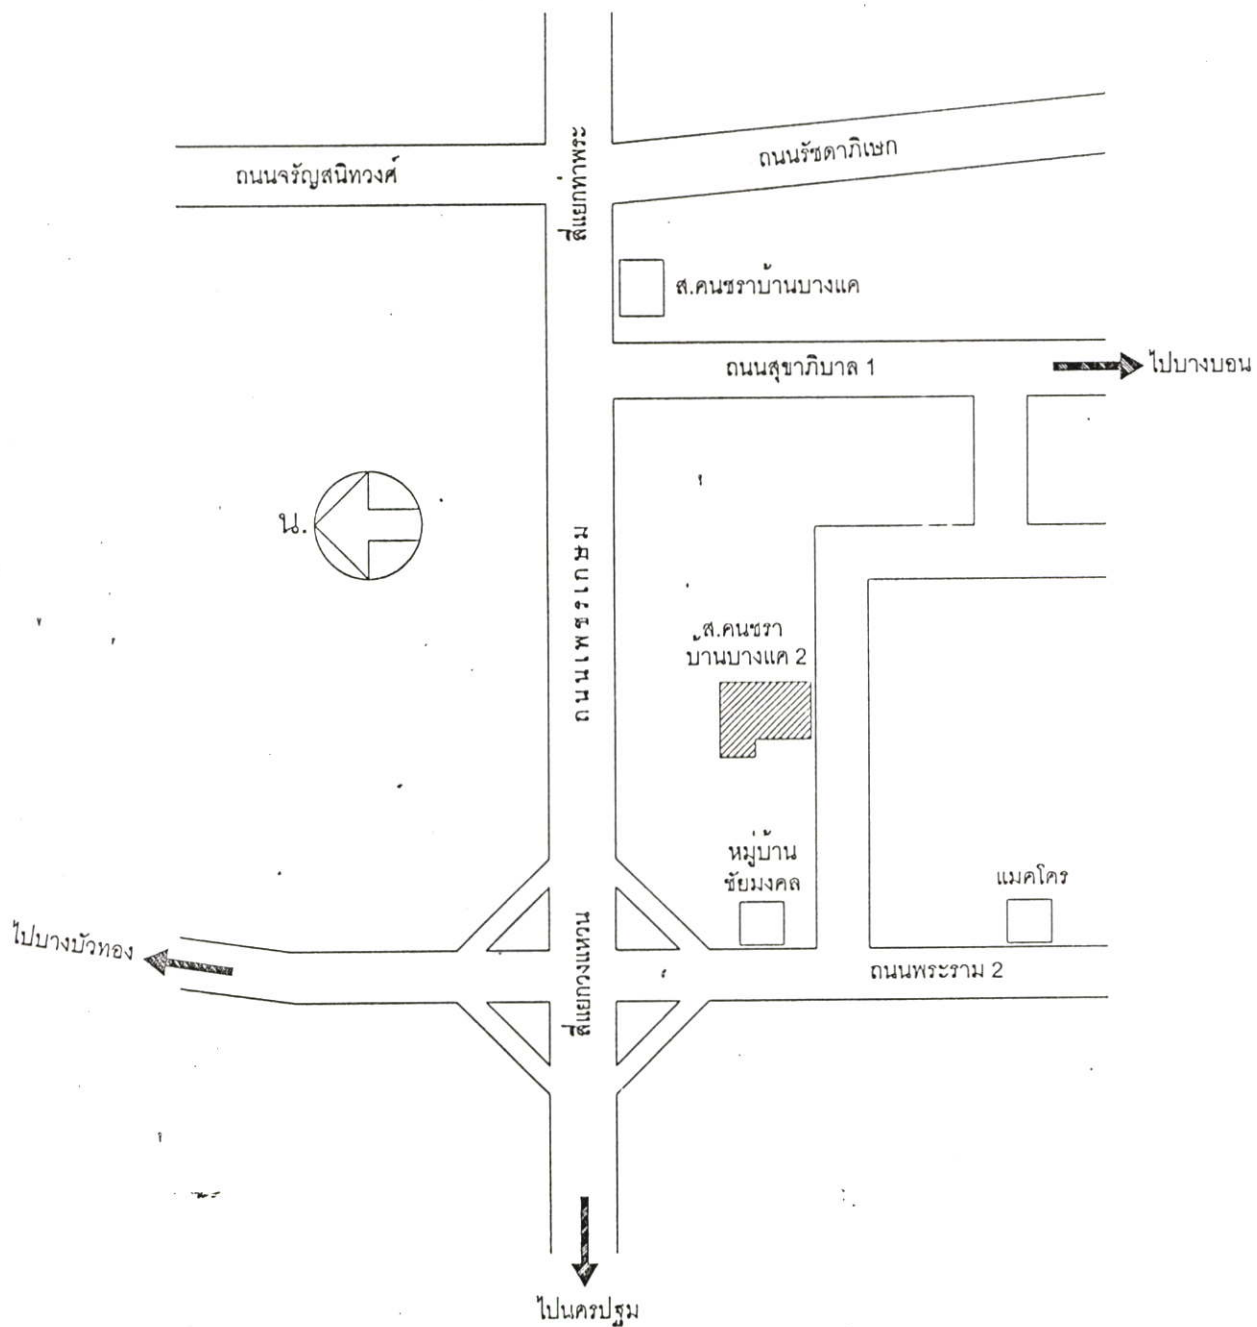 สี่แยกท่าพระ
ถนนจรัญสนิทวงศ์
ถนนรัชดาภิเษก
ส.คนชราบ้านบางแค
ถนนสุขาภิบาล 1
ไปบางบอน
น.
ถนนเพชรเกษม
ส.คนชรา
บ้านบางแค 2
หมู่บ้าน
ชัยมงคล
แมคโคร
ไปบางบัวทอง
สี่แยกวงแหวน
ถนนพระราม 2
ไปนครปฐม